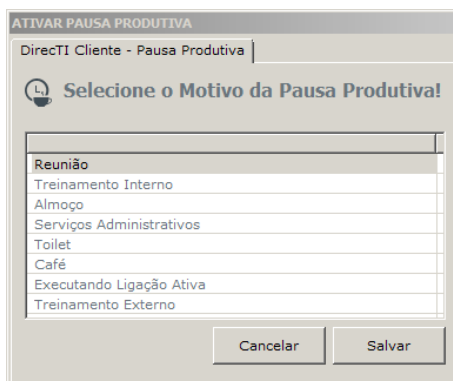 ATIVAR PAUSA PRODUTIVA
DirecTI Cliente - Pausa Produtiva
Selecione o Motivo da Pausa Produtiva!
Reunião
Treinamento Interno
Almoço
Serviços Administrativos
Toilet
Café
Executando Ligação Ativa
Treinamento Externo
Cancelar
Salvar